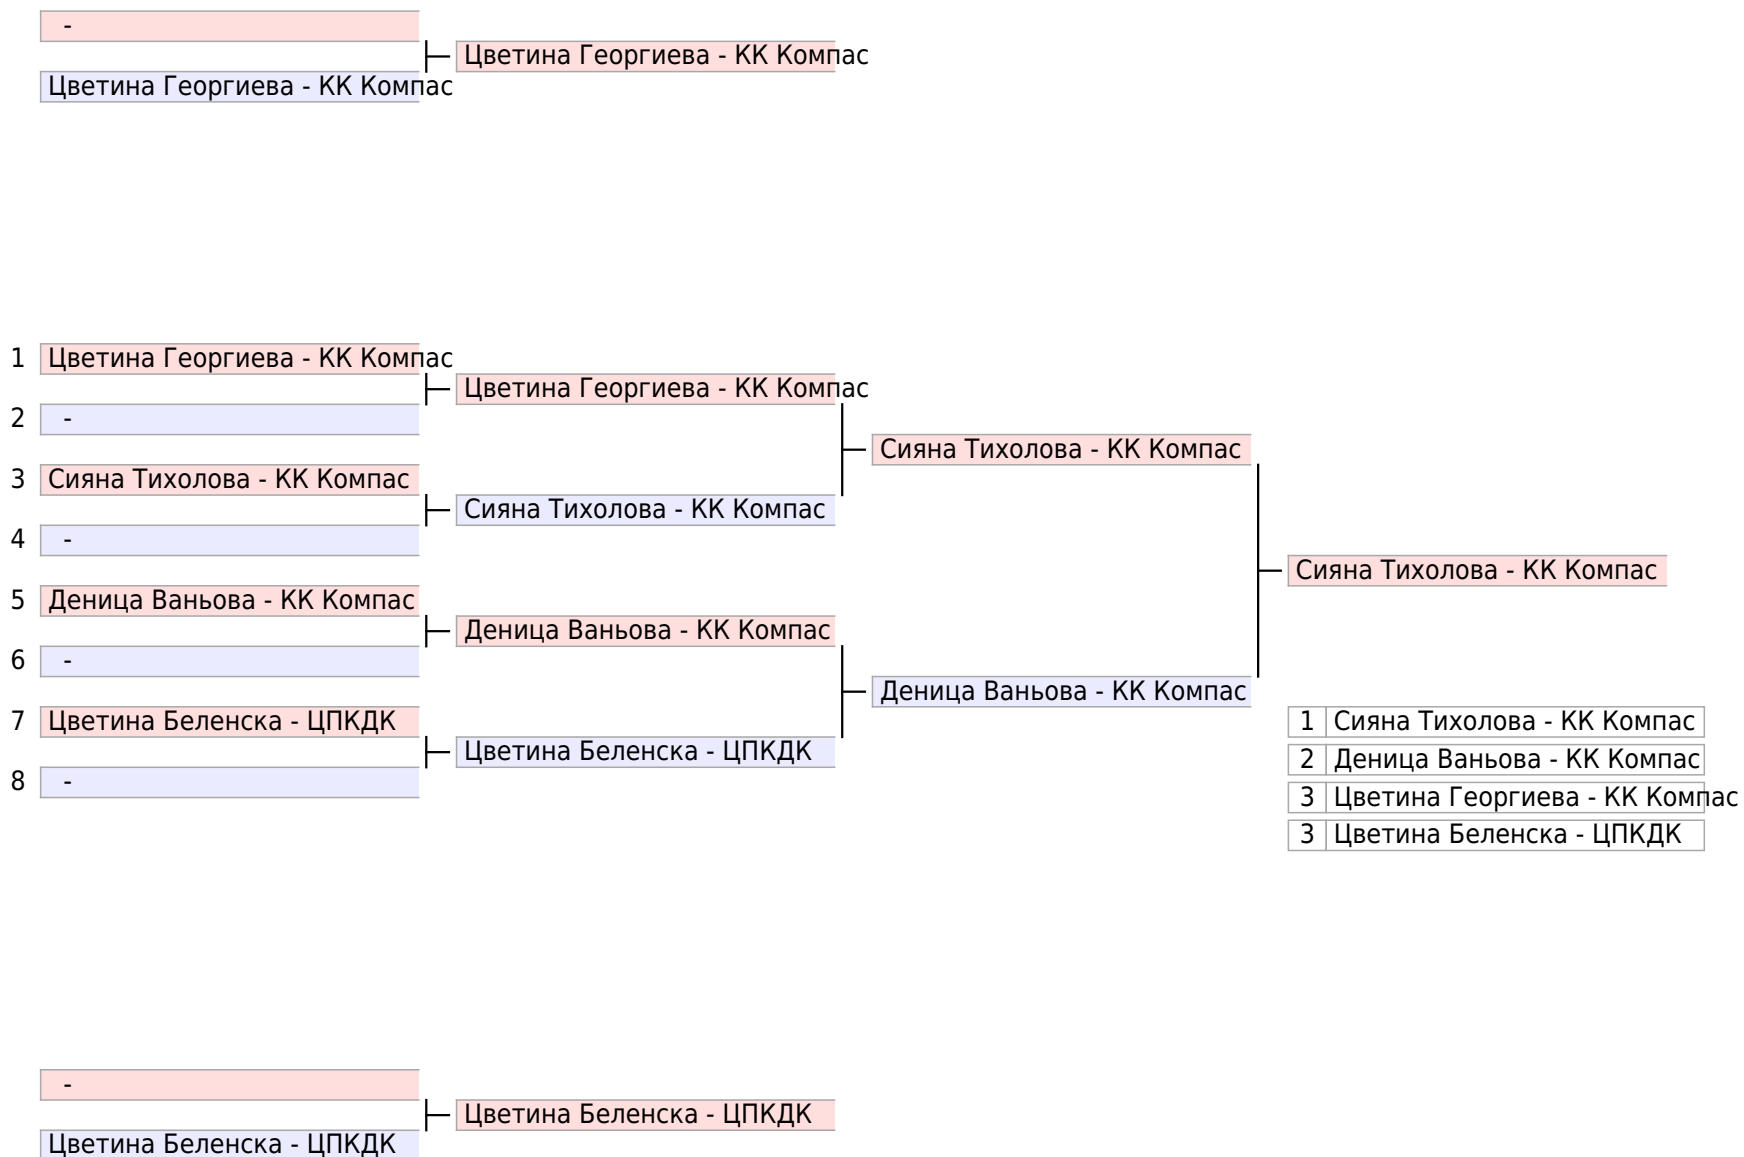 -
Цветина Георгиева - КК Компас
Цветина Георгиева - КК Компас
1 Цветина Георгиева - КК Компас
Цветина Георгиева - КК Компас
2 -
Сияна Тихолова - КК Компас
3 Сияна Тихолова - КК Компас
Сияна Тихолова - КК Компас
4 -
Сияна Тихолова - КК Компас
5 Деница Ваньова - КК Компас
Деница Ваньова - КК Компас
6 -
Деница Ваньова - КК Компас
7 Цветина Беленска - ЦПКДК
Цветина Беленска - ЦПКДК
8 -
1 Сияна Тихолова - КК Компас
2 Деница Ваньова - КК Компас
3 Цветина Георгиева - КК Компас
3 Цветина Беленска - ЦПКДК
-
Цветина Беленска - ЦПКДК
Цветина Беленска - ЦПКДК